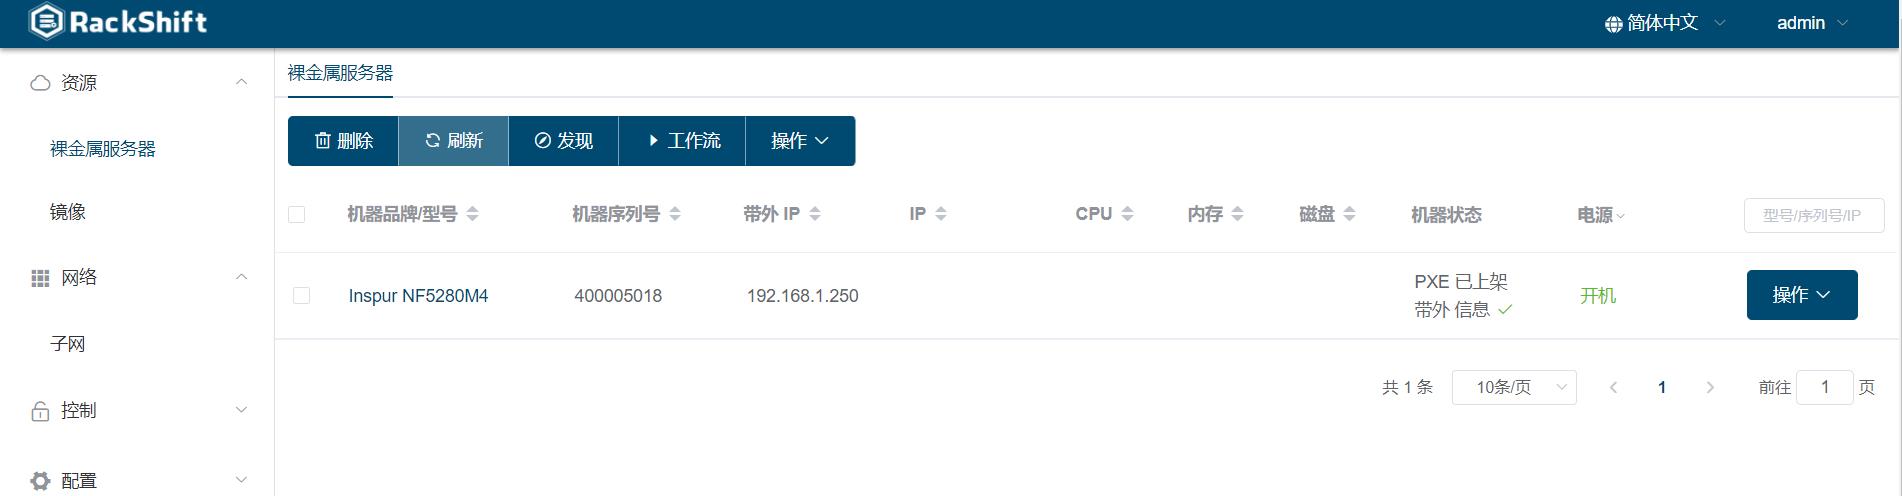 RackShift
简体中文
admin
资源
裸金属服务器
镜像
网络
子网
控制
配置
裸金属服务器
删除 刷新 发现 工作流 操作
机器品牌/型号 机器序列号 带外 IP IP CPU 内存 磁盘 机器状态 电源 型号/序列号/IP
Inspur NF5280M4 400005018 192.168.1.250 PXE 已上架 开机 操作
带外 信息
共 1 条 10条/页 1 前往 1 页